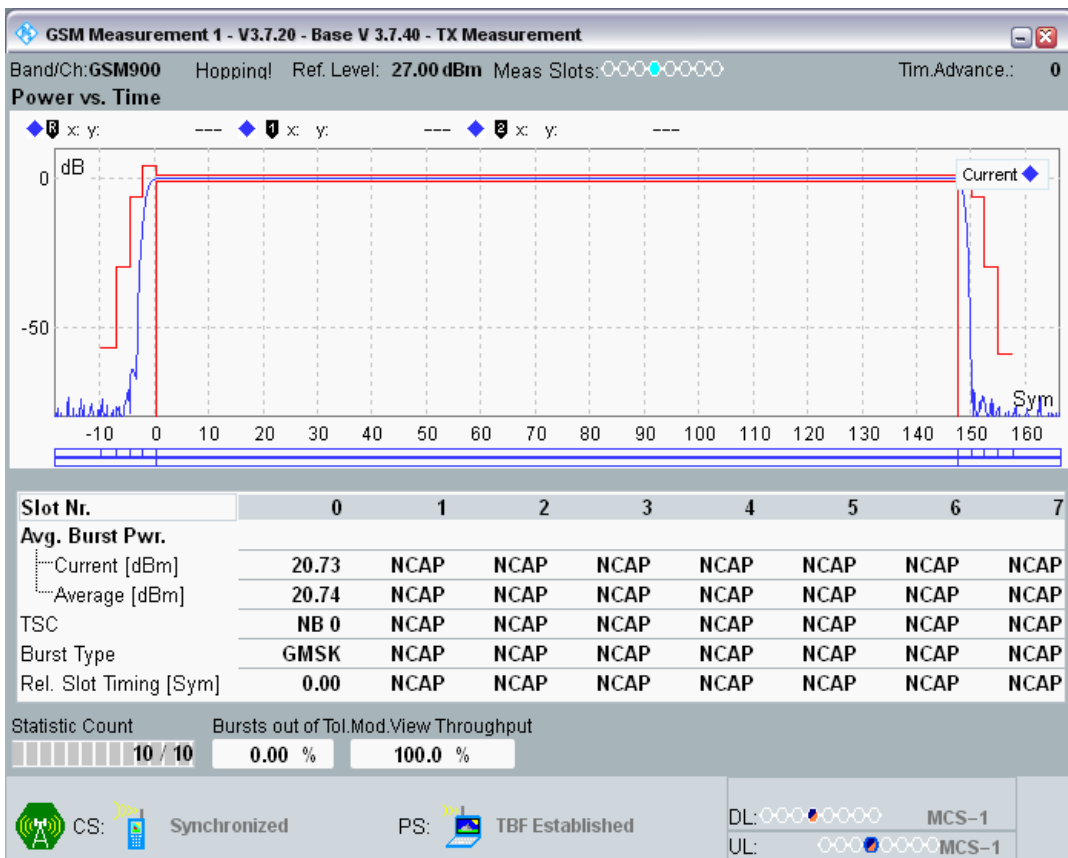 GSM Measurement 1 - V3.7.20 - Base V 3.7.40 - TX Measurement
Band/Ch:GSM900 Hopping! Ref. Level: 27.00 dBm Meas Slots: Tim.Advance.: 0
Power vs. Time
R x: y: --- 1 x: y: --- 2 x: y: ---
dB
Current
0
-50
Sym
-10 0 10 20 30 40 50 60 70 80 90 100 110 120 130 140 150 160
Slot Nr. 0 1 2 3 4 5 6 7
Avg. Burst Pwr.
Current [dBm] 20.73 NCAP NCAP NCAP NCAP NCAP NCAP NCAP
Average [dBm] 20.74 NCAP NCAP NCAP NCAP NCAP NCAP NCAP
TSC NB 0 NCAP NCAP NCAP NCAP NCAP NCAP NCAP
Burst Type GMSK NCAP NCAP NCAP NCAP NCAP NCAP NCAP
Rel. Slot Timing [Sym] 0.00 NCAP NCAP NCAP NCAP NCAP NCAP NCAP
Statistic Count Bursts out of Tol.Mod.View Throughput
10 / 10 0.00 % 100.0 %
CS: Synchronized PS: TBF Established DL: MCS-1
UL: MCS-1